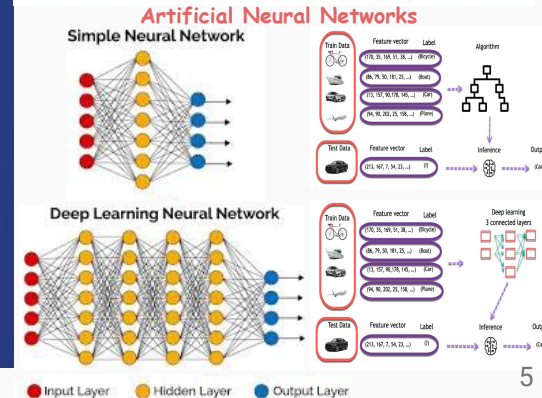 Artificial Neural Networks
Simple Neural Network
Train Data
Feature vector Label
(170, 35, 169, 51, 38, ...) (Bicycle)
(86, 79, 50, 181, 25, ...) (Boat)
(13, 157, 90,178, 145, ...) (Car)
(94, 90, 202, 25, 158, ...) (Plane)
Algorithm
Test Data
Feature vector Label
(213, 167, 7, 54, 23, ...) (?)
Inference
Outp
(Car
Deep Learning Neural Network
Input Layer Hidden Layer Output Layer
Train Data
Feature vector Label
(170, 35, 169, 51, 38, ...) (Bicycle)
(86, 79, 50, 181, 25, ...) (Boat)
(13, 157, 90,178, 145, ...) (Car)
(94, 90, 202, 25, 158, ...) (Plane)
Deep learning
3 connected layers
Test Data
Feature vector Label
(213, 167, 7, 54, 23, ...) (?)
Inference
Outp
(Car
5